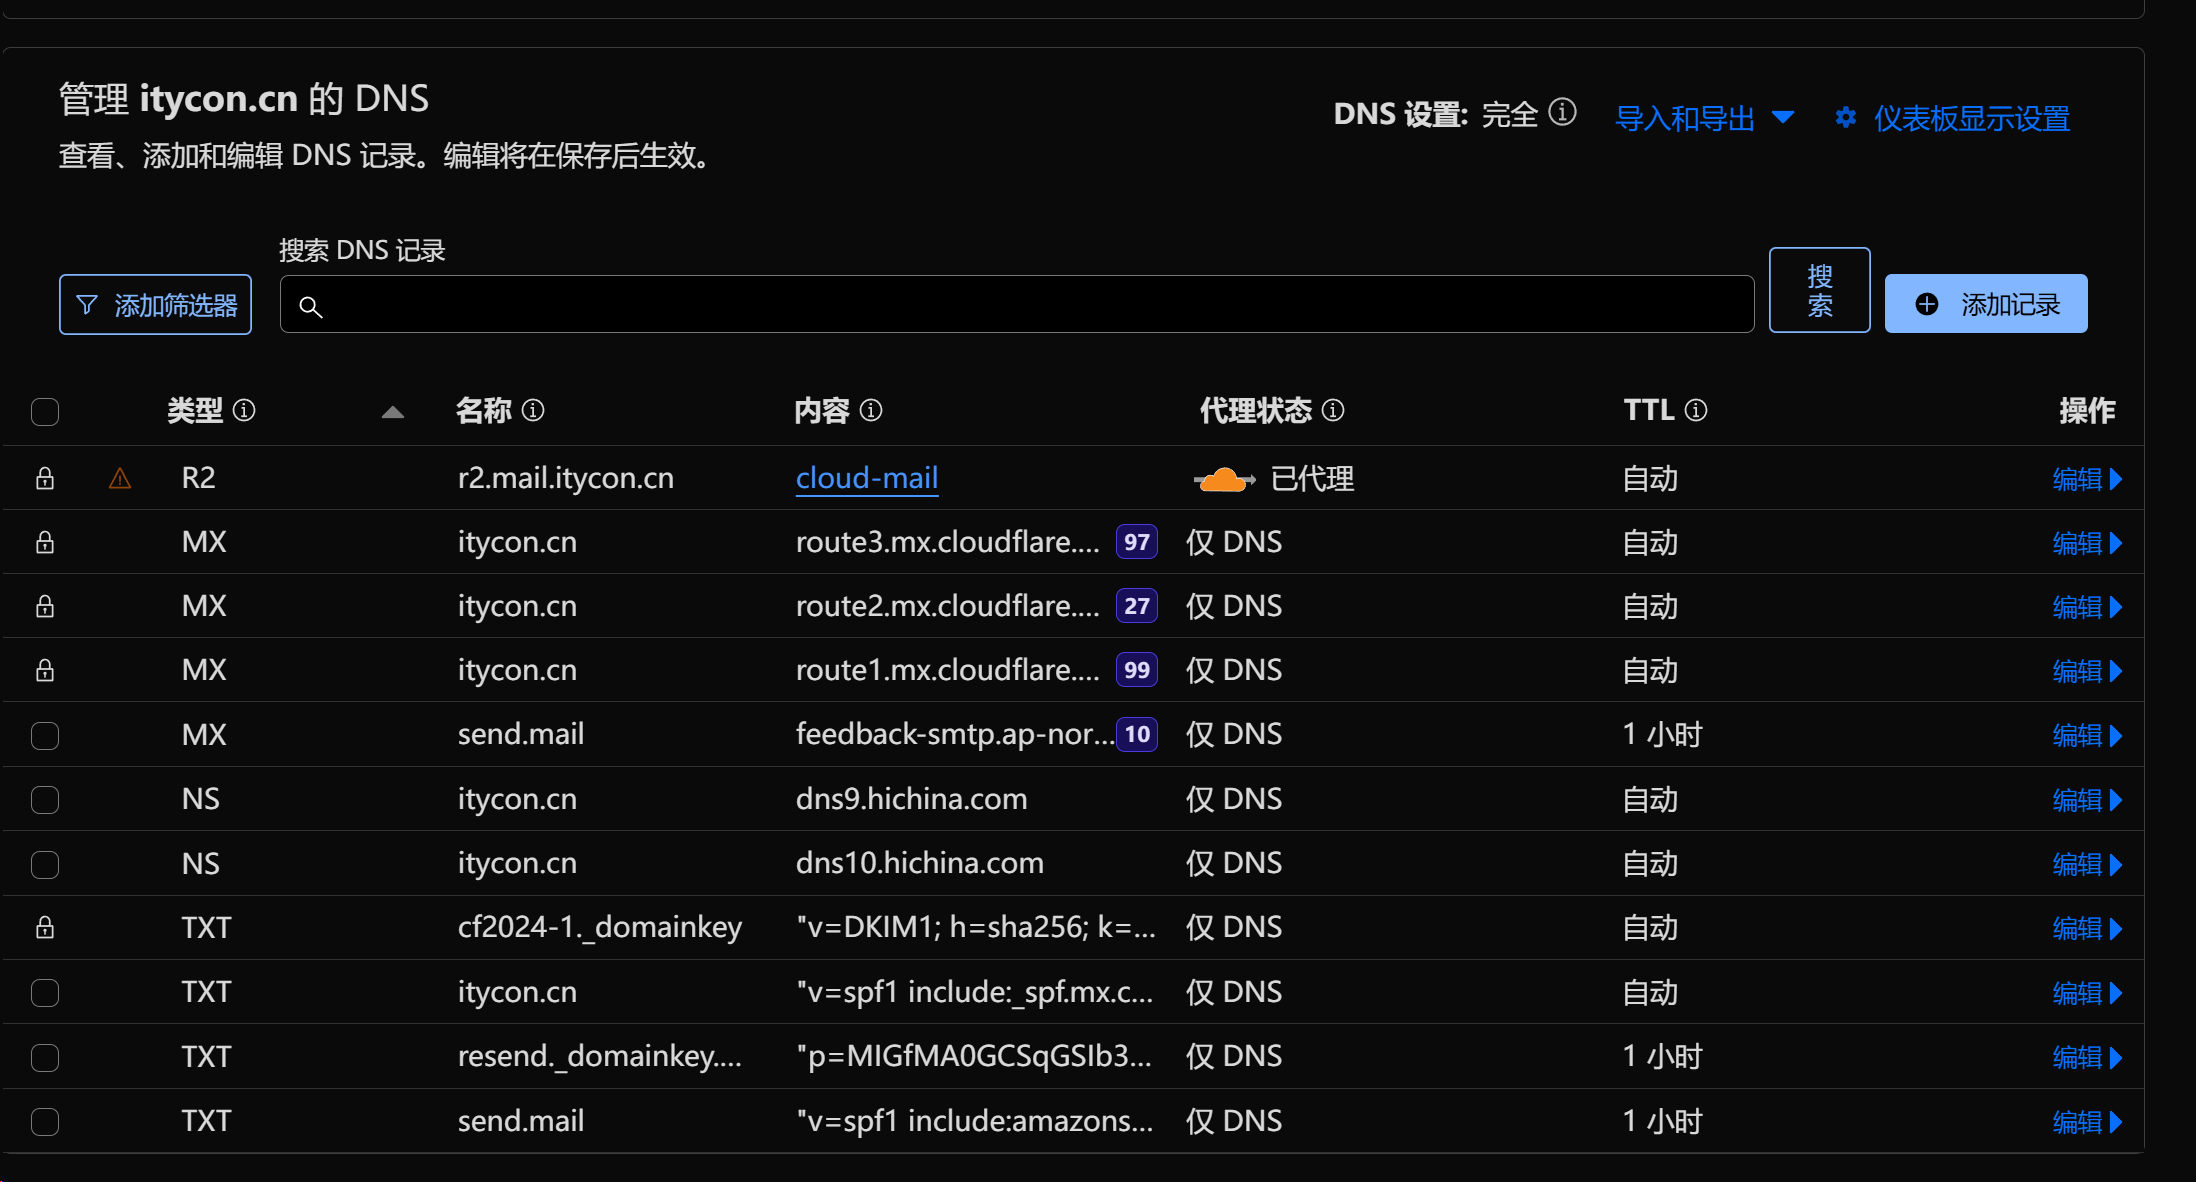 管理 itycon.cn 的 DNS
查看、添加和编辑 DNS 记录。编辑将在保存后生效。
DNS 设置: 完全
导入和导出
仪表板显示设置
搜索 DNS 记录
添加筛选器
搜索
添加记录
类型 名称 内容 代理状态 TTL 操作
R2 r2.mail.itycon.cn cloud-mail 已代理 自动 编辑
MX itycon.cn route3.mx.cloudflare.... 97 仅 DNS 自动 编辑
MX itycon.cn route2.mx.cloudflare.... 27 仅 DNS 自动 编辑
MX itycon.cn route1.mx.cloudflare.... 99 仅 DNS 自动 编辑
MX send.mail feedback-smtp.ap-nor... 10 仅 DNS 1 小时 编辑
NS itycon.cn dns9.hichina.com 仅 DNS 自动 编辑
NS itycon.cn dns10.hichina.com 仅 DNS 自动 编辑
TXT cf2024-1._domainkey "v=DKIM1; h=sha256; k=... 仅 DNS 自动 编辑
TXT itycon.cn "v=spf1 include:_spf.mx.c... 仅 DNS 自动 编辑
TXT resend._domainkey.... "p=MIGfMA0GCSqGSIb3... 仅 DNS 1 小时 编辑
TXT send.mail "v=spf1 include:amazons... 仅 DNS 1 小时 编辑